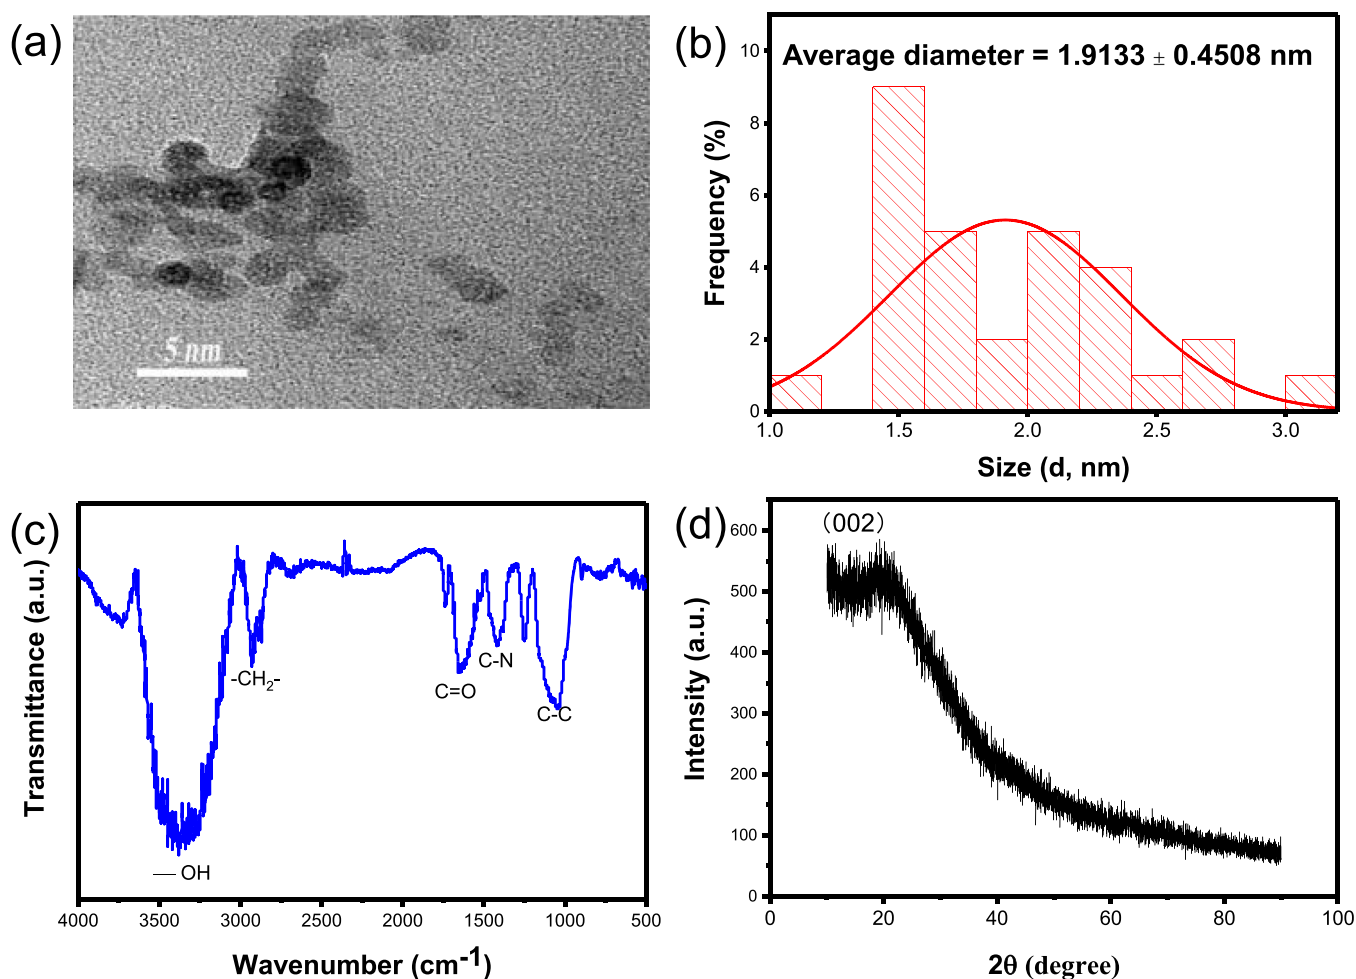 (a)
5 nm
(b)
Average diameter = 1.9133 ± 0.4508 nm
Frequency (%)
10
8
6
4
2
0
1.0 1.5 2.0 2.5 3.0
Size (d, nm)
(c)
Transmittance (a.u.)
-CH₂-
C=O
C-N
C-C
— OH
4000 3500 3000 2500 2000 1500 1000 500
Wavenumber (cm⁻¹)
(d)
(002)
Intensity (a.u.)
600
500
400
300
200
100
0
0 20 40 60 80 100
2θ (degree)